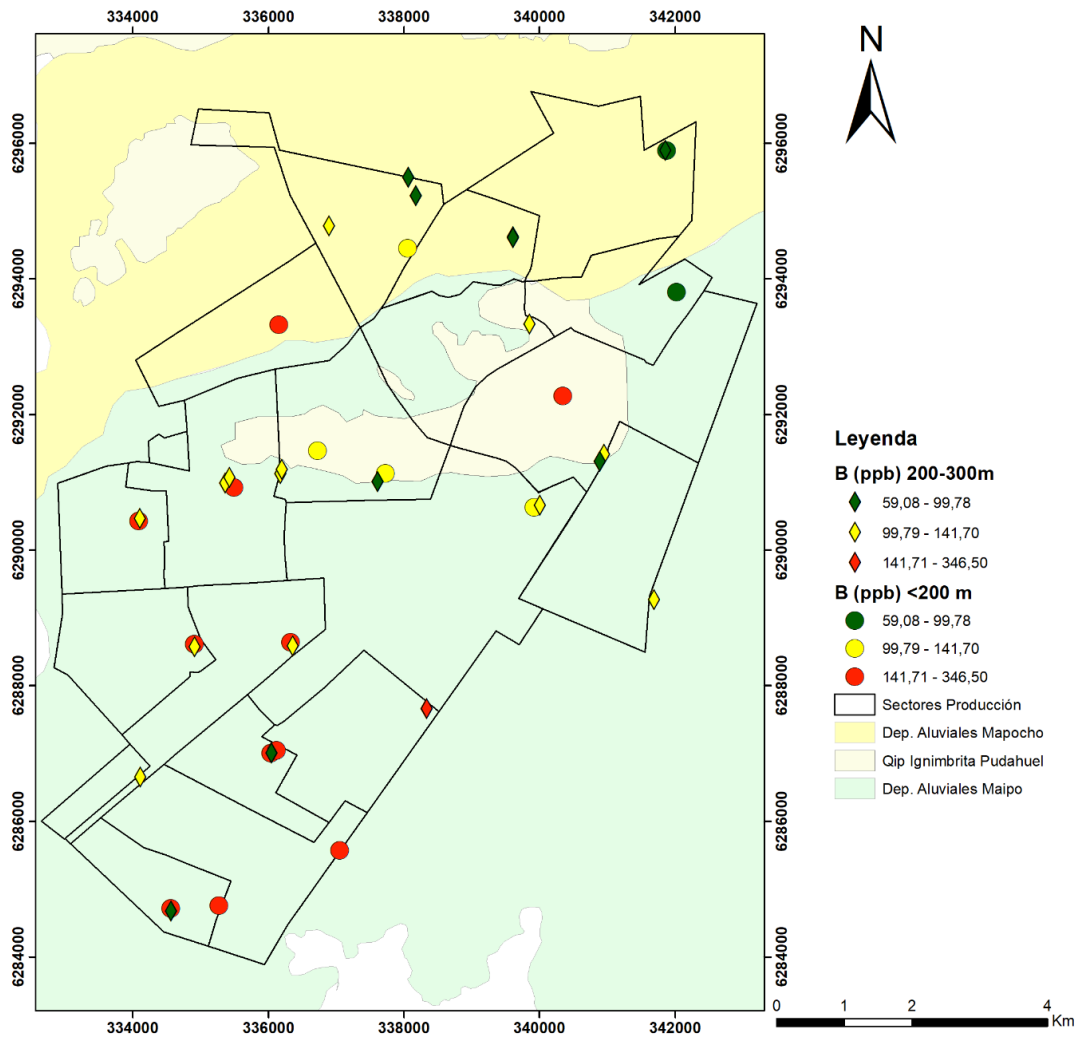 334000 336000 338000 340000 342000
N
6296000 6296000
6294000 6294000
6292000 6292000
Leyenda
B (ppb) 200-300m
59,08 - 99,78
99,79 - 141,70
141,71 - 346,50
6290000 6290000
B (ppb) <200 m
59,08 - 99,78
99,79 - 141,70
141,71 - 346,50
6288000 6288000
Sectores Producción
Dep. Aluviales Mapocho
Qip Ignimbrita Pudahuel
Dep. Aluviales Maipo
6286000 6286000
6284000 6284000
0 1 2 4
Km
334000 336000 338000 340000 342000